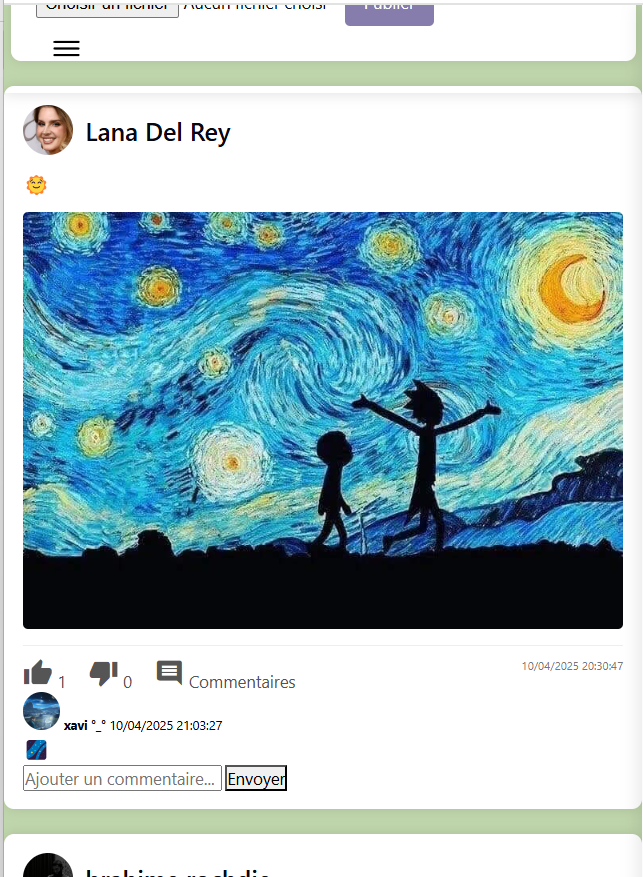 Choisir un fichier Aucun fichier choisi Publier
Lana Del Rey
🌞
1 0 Commentaires 10/04/2025 20:30:47
xavi °_° 10/04/2025 21:03:27
🌌
Ajouter un commentaire... Envoyer